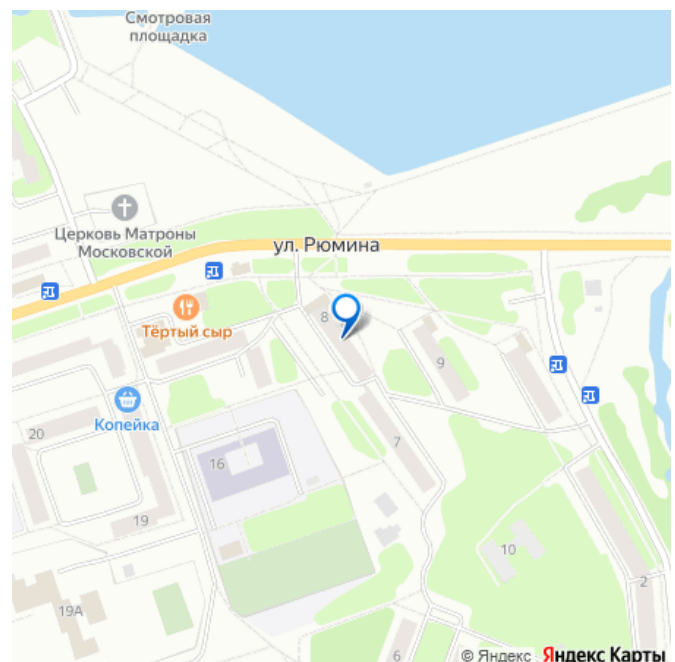 Смотровая
площадка
Церковь Матроны
Московской
ул. Рюмина
8
Тёртый сыр
9
Копейка
20
16
7
19
10
2
19А
6
© Яндекс Яндекс Карты